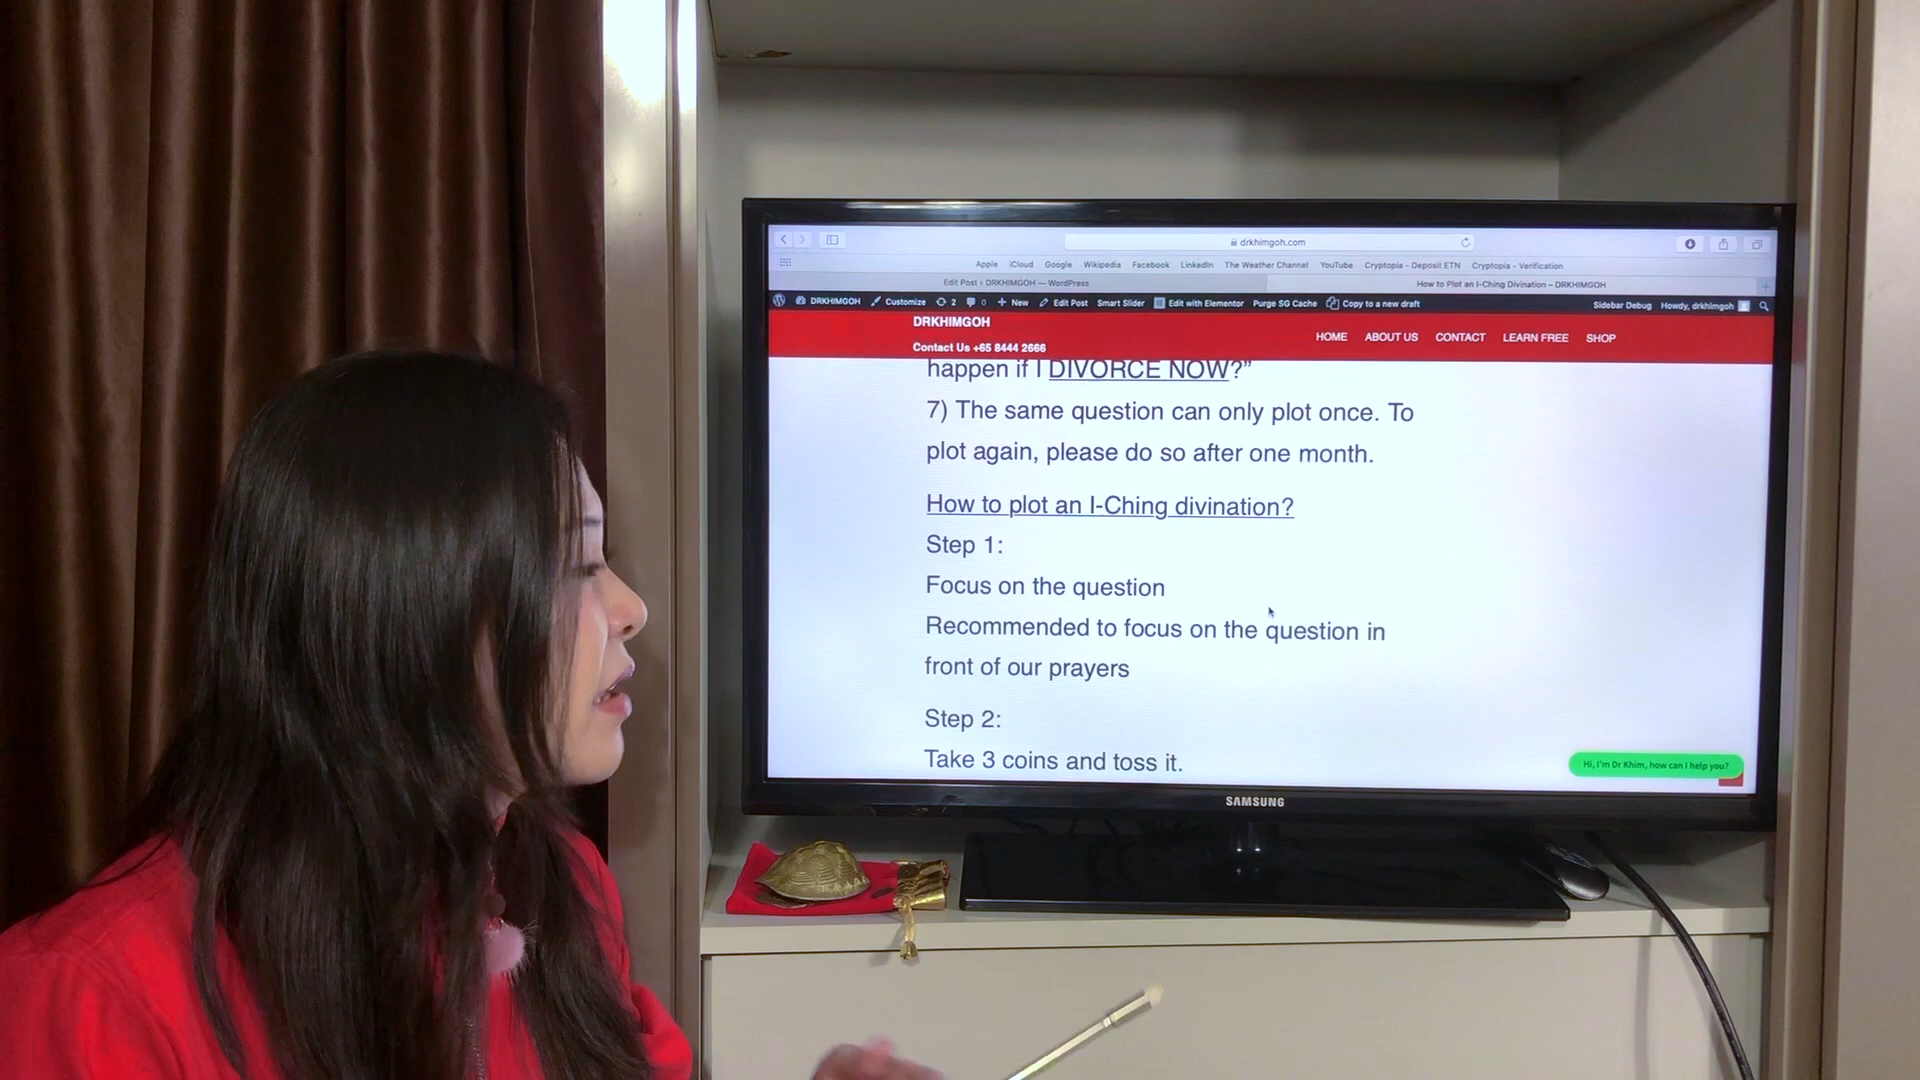 drkhimgoh.com
Apple iCloud Google Wikipedia Facebook LinkedIn The Weather Channel YouTube Cryptopia - Deposit ETN Cryptopia - Verification
Edit Post ‹ DRKHIMGOH — WordPress
How to Plot an I-Ching Divination – DRKHIMGOH
DRKHIMGOH Customize 2 0 New Edit Post Smart Slider Edit with Elementor Purge SG Cache Copy to a new draft Sidebar Debug Howdy, drkhimgoh
DRKHIMGOH
Contact Us +65 8444 2666
HOME ABOUT US CONTACT LEARN FREE SHOP
happen if I DIVORCE NOW?”
7) The same question can only plot once. To
plot again, please do so after one month.
How to plot an I-Ching divination?
Step 1:
Focus on the question
Recommended to focus on the question in
front of our prayers
Step 2:
Take 3 coins and toss it.
Hi, I'm Dr Khim, how can I help you?
SAMSUNG